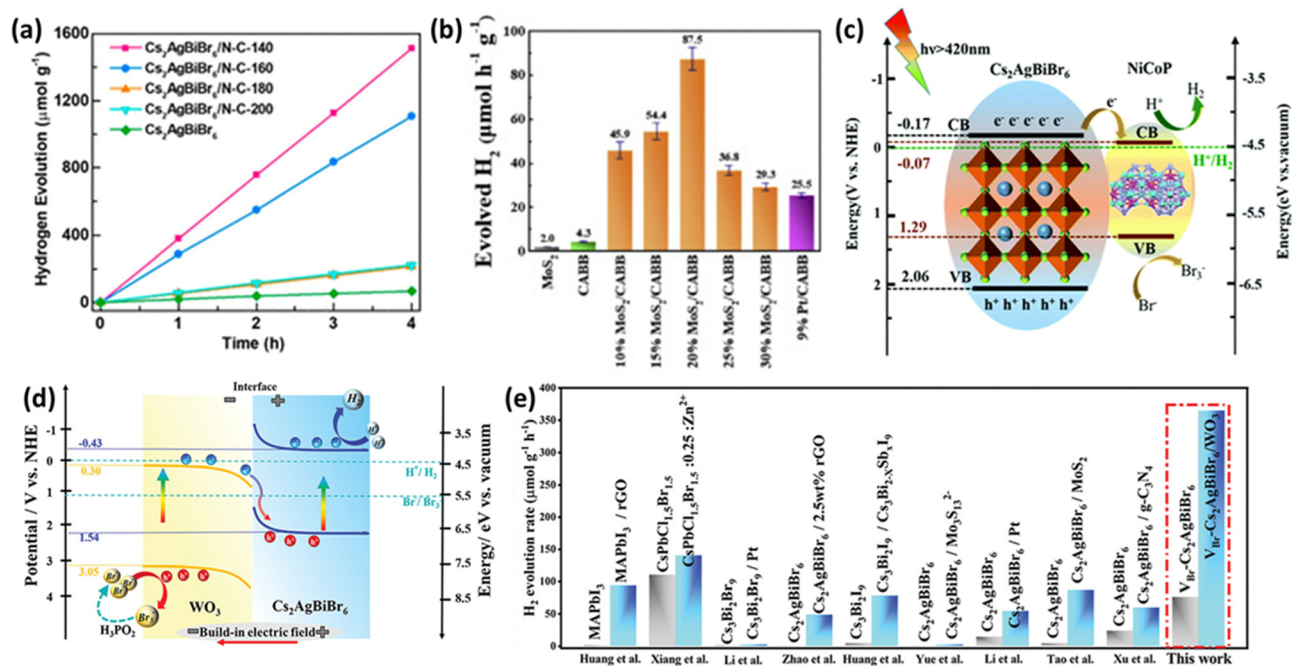 (a)
1600
1200
800
400
0
Hydrogen Evolution (μmol g⁻¹)
Cs₂AgBiBr₆/N-C-140
Cs₂AgBiBr₆/N-C-160
Cs₂AgBiBr₆/N-C-180
Cs₂AgBiBr₆/N-C-200
Cs₂AgBiBr₆
0 1 2 3 4
Time (h)
(b)
Evolved H₂ (μmol h⁻¹ g⁻¹)
100
80
60
40
20
0
2.0
4.3
45.9
54.4
87.5
36.8
29.3
25.5
MoS₂
CABB
10% MoS₂/CABB
15% MoS₂/CABB
20% MoS₂/CABB
25% MoS₂/CABB
30% MoS₂/CABB
9% Pt/CABB
(c)
hν>420nm
Cs₂AgBiBr₆
NiCoP
Energy(V vs. NHE)
-1
0
1
2
-0.17
-0.07
1.29
2.06
CB
e⁻ e⁻ e⁻ e⁻ e⁻
e⁻
H⁺
H₂
CB
H⁺/H₂
VB
VB
h⁺ h⁺ h⁺ h⁺ h⁺
Br⁻
Br₃⁻
-3.5
-4.5
-5.5
-6.5
Energy(eV vs.vacuum)
(d)
Interface
Potential / V vs. NHE
-1
0
1
2
3
4
-0.43
0.30
1.54
3.05
H₂
H⁺/ H₂
Br⁻/ Br₃⁻
3.5
4.5
5.5
6.5
7.5
8.5
Energy/ eV vs. vacuum
H₃PO₂
WO₃
Cs₂AgBiBr₆
Build-in electric field
(e)
H₂ evolution rate (μmol g⁻¹ h⁻¹)
400
350
300
250
200
150
100
50
0
MAPbI₃
MAPbI₃ / rGO
CsPbCl₁.₅Br₁.₅
CsPbCl₁.₅Br₁.₅ :0.25 :Zn²⁺
Cs₃Bi₂Br₉
Cs₃Bi₂Br₉ / Pt
Cs₂AgBiBr₆
Cs₂AgBiBr₆ / 2.5wt% rGO
Cs₃Bi₂I₉
Cs₃Bi₂I₉ / Cs₃Bi₂₋ₓSbₓI₉
Cs₂AgBiBr₆
Cs₂AgBiBr₆ / Mo₃S₁₃²⁻
Cs₂AgBiBr₆
Cs₂AgBiBr₆ / Pt
Cs₂AgBiBr₆
Cs₂AgBiBr₆ / MoS₂
Cs₂AgBiBr₆
Cs₂AgBiBr₆ / g-C₃N₄
V_Br-Cs₂AgBiBr₆
V_Br-Cs₂AgBiBr₆/WO₃
Huang et al. Xiang et al. Li et al. Zhao et al. Huang et al. Yue et al. Li et al. Tao et al. Xu et al. This work